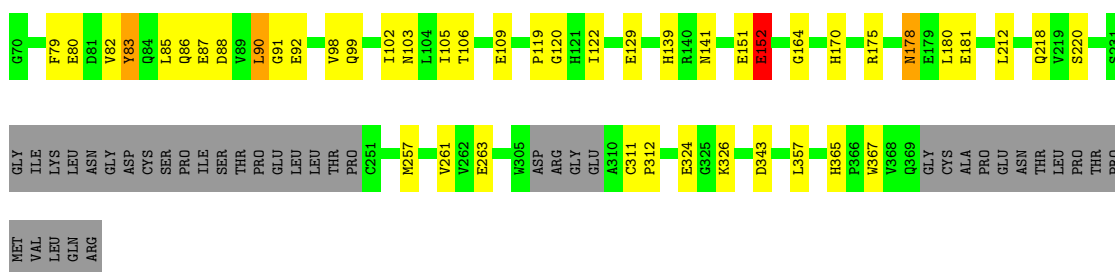 G70 F79 E80 D81 V82 Y83 Q84 L85 Q86 E87 D88 V89 L90 G91 E92 V98 Q99 I102 N103 L104 I105 T106 E109 P119 G120 H121 I122 E129 H139 R140 N141 E151 E152 G164 H170 R175 N178 E179 L180 E181 L212 Q218 V219 S220 S231
GLY ILE LYS LEU ASN GLY ASP CYS SER PRO ILE SER THR PRO GLU LEU LEU THR PRO C251 M257 V261 V262 E263 W305 ASP ARG GLY GLU A310 C311 P312 E324 G325 K326 D343 L357 H365 P366 W367 V368 Q369 GLY CYS ALA PRO GLU ASN THR LEU PRO THR PRO
MET VAL LEU GLN ARG